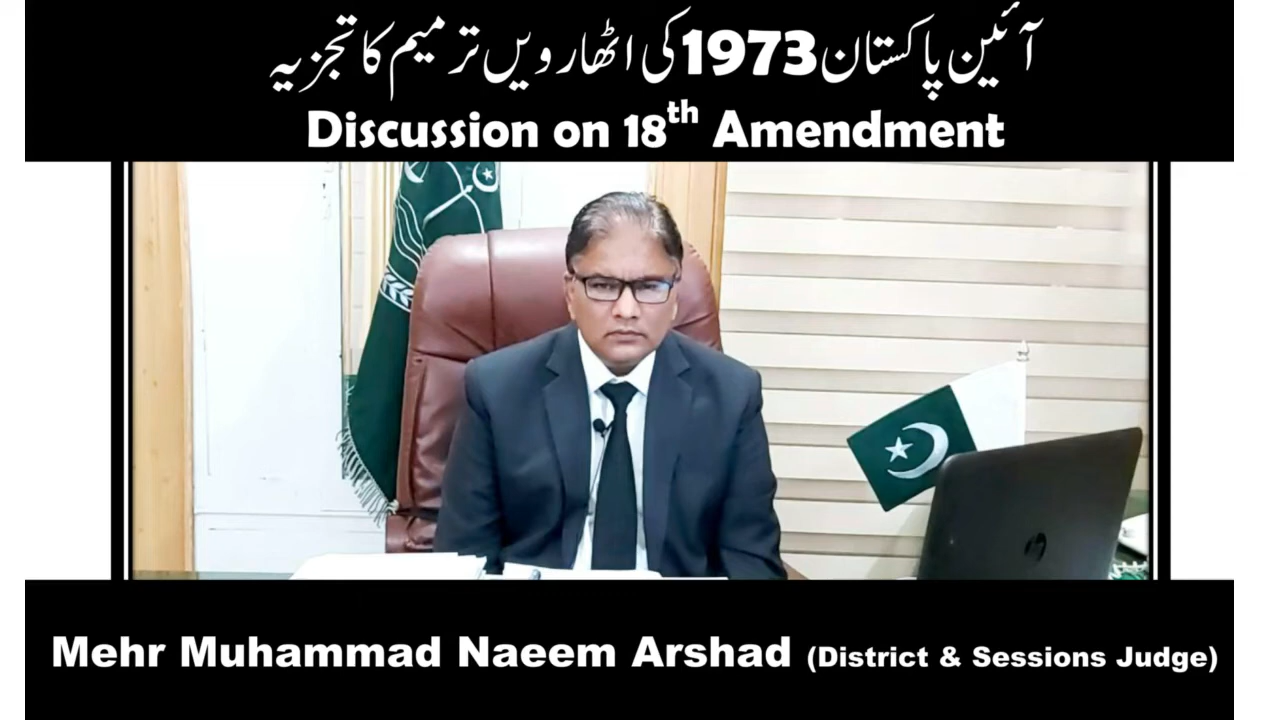 آئین پاکستان 1973 کی اٹھارویں ترمیم کا تجزیہ
Discussion on 18th Amendment
hp
Mehr Muhammad Naeem Arshad (District & Sessions Judge)